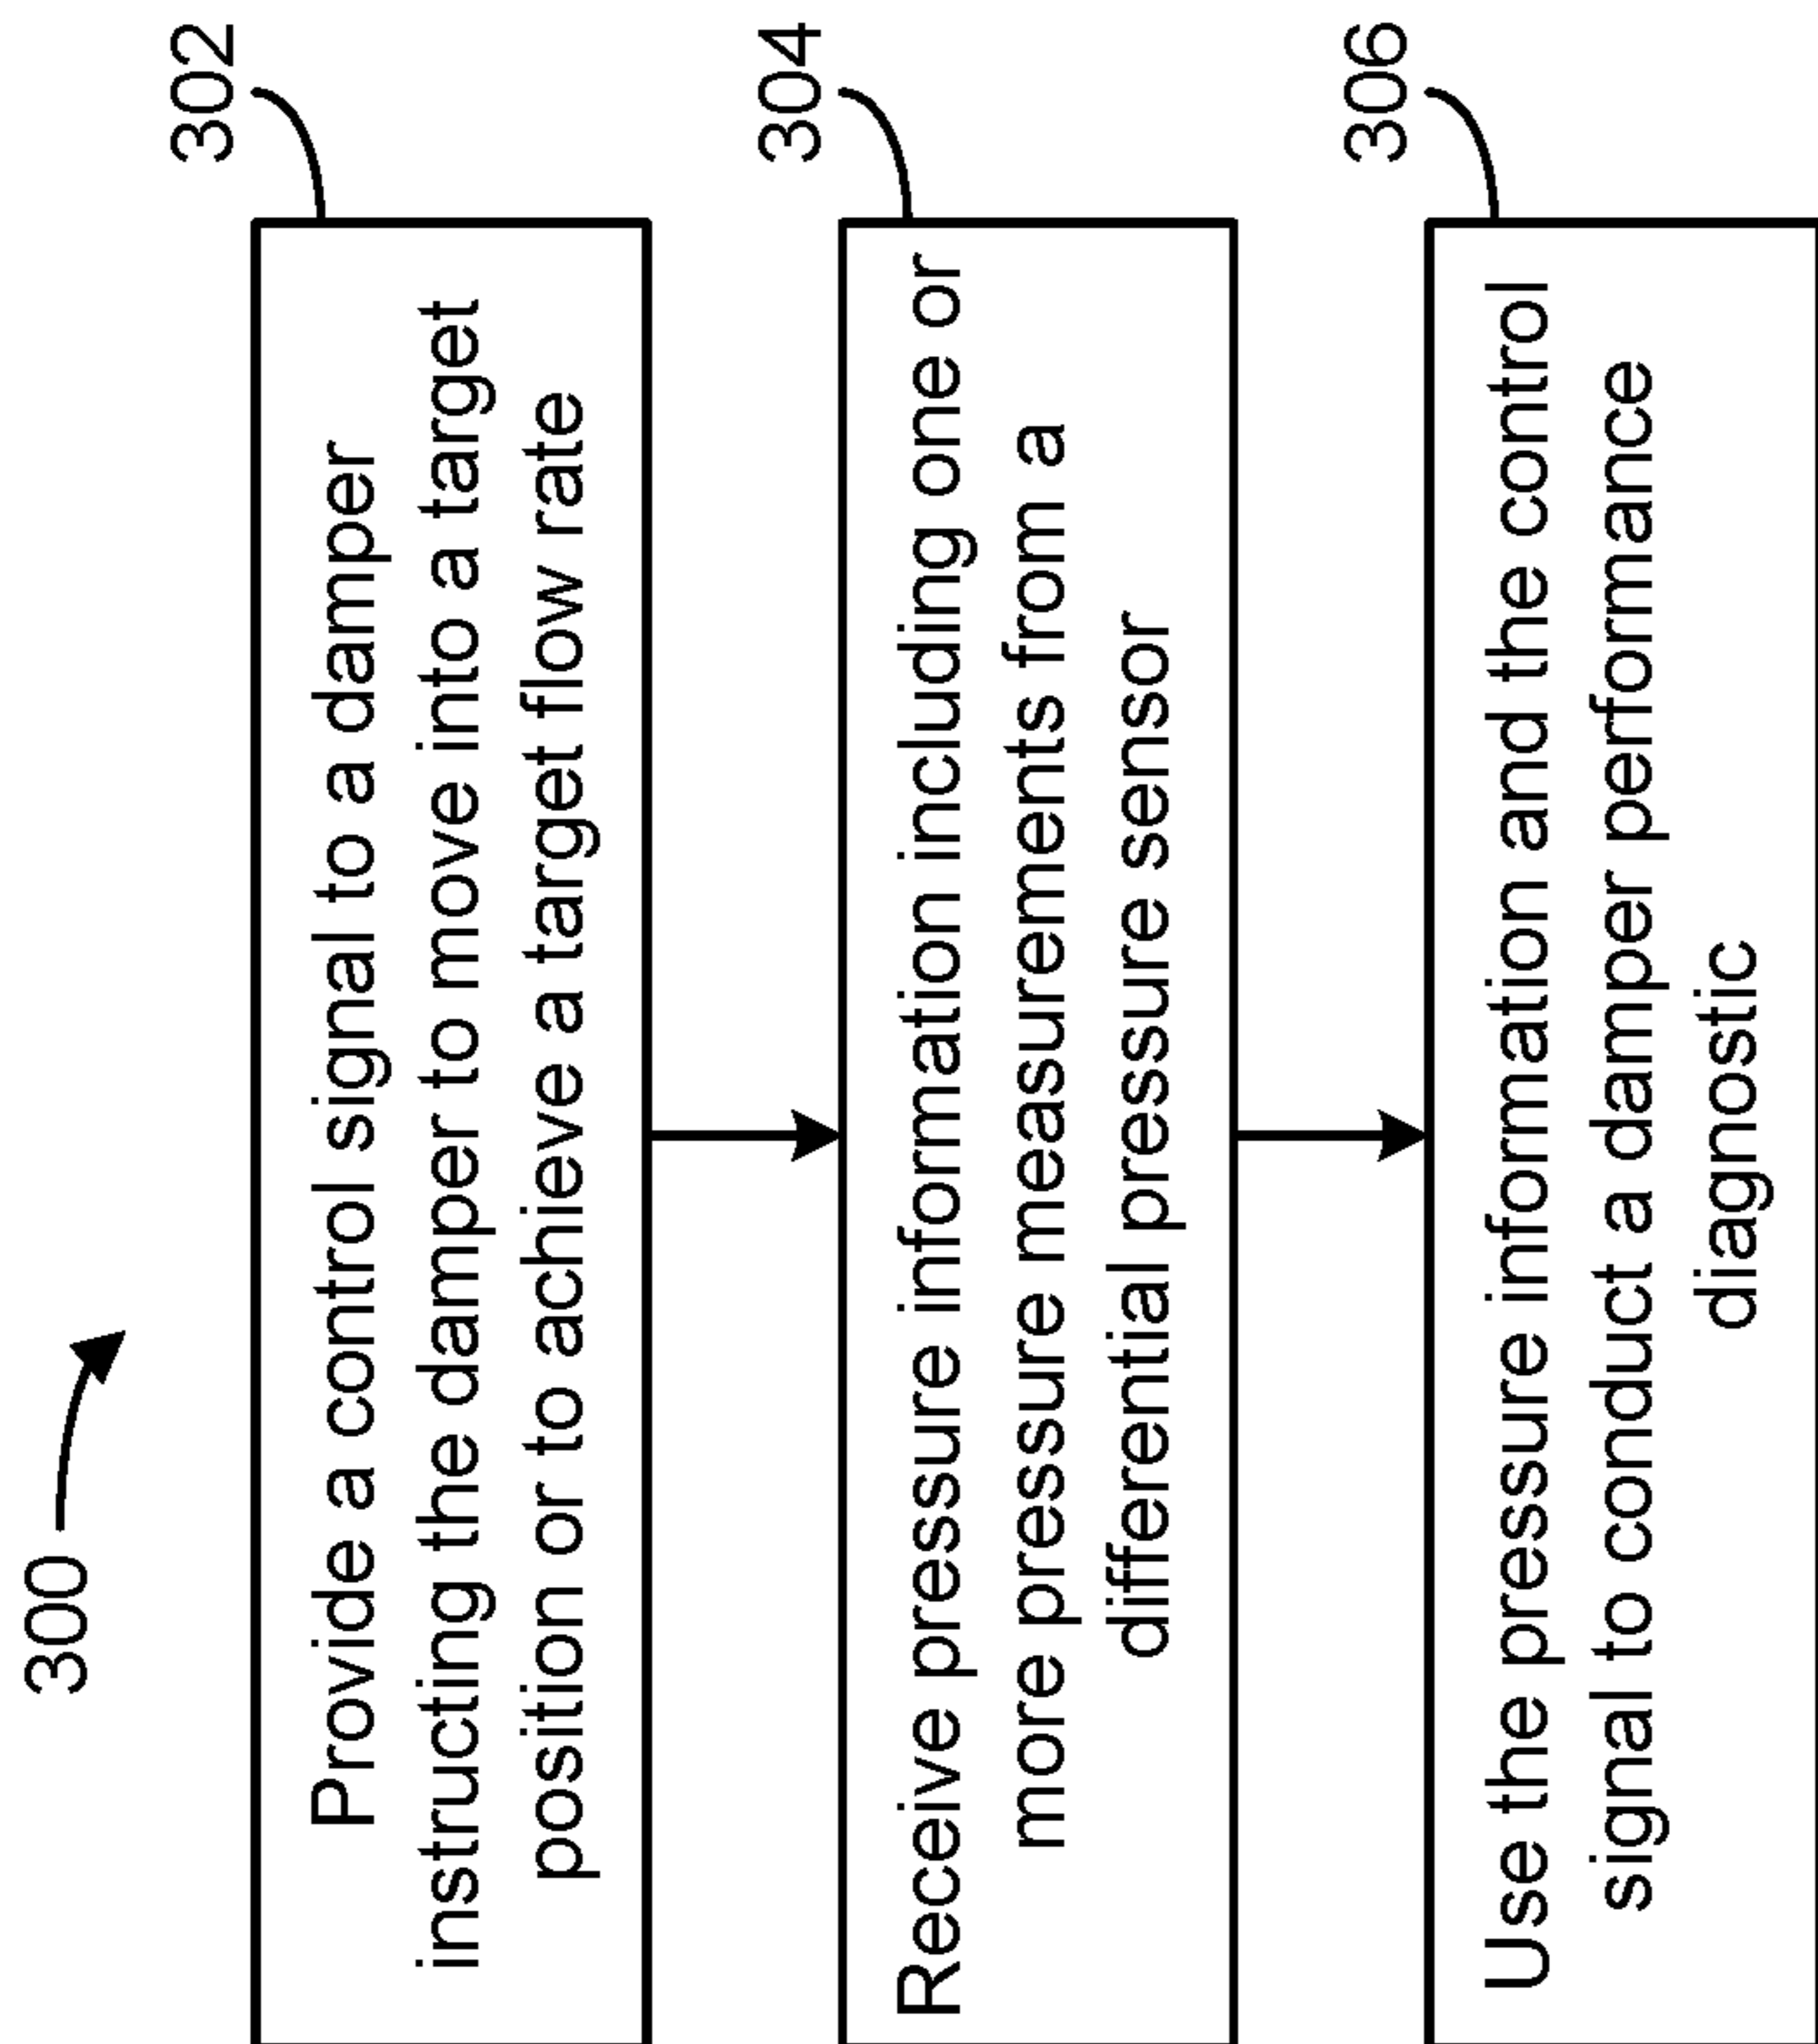 300
302
Provide a control signal to a damper
instructing the damper to move into a target
position or to achieve a target flow rate
304
Receive pressure information including one or
more pressure measurements from a
differential pressure sensor
306
Use the pressure information and the control
signal to conduct a damper performance
diagnostic